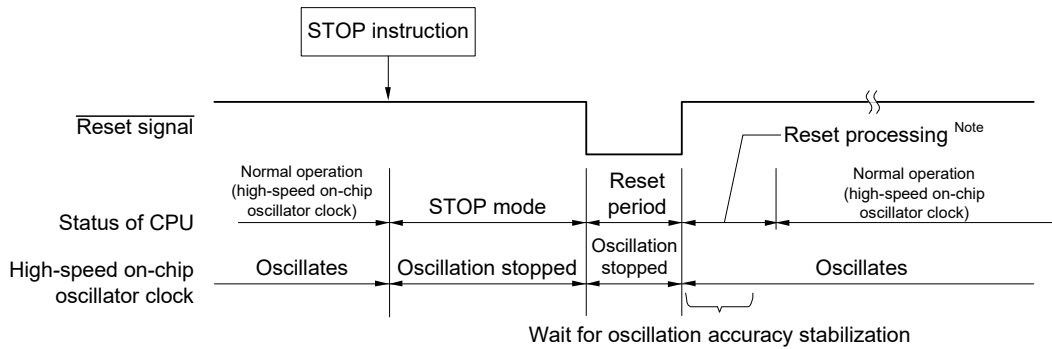 STOP instruction
Reset signal
Reset processing Note
Normal operation
(high-speed on-chip
oscillator clock)
STOP mode
Reset
period
Normal operation
(high-speed on-chip
oscillator clock)
Status of CPU
High-speed on-chip
oscillator clock
Oscillates
Oscillation stopped
Oscillation
stopped
Oscillates
Wait for oscillation accuracy stabilization